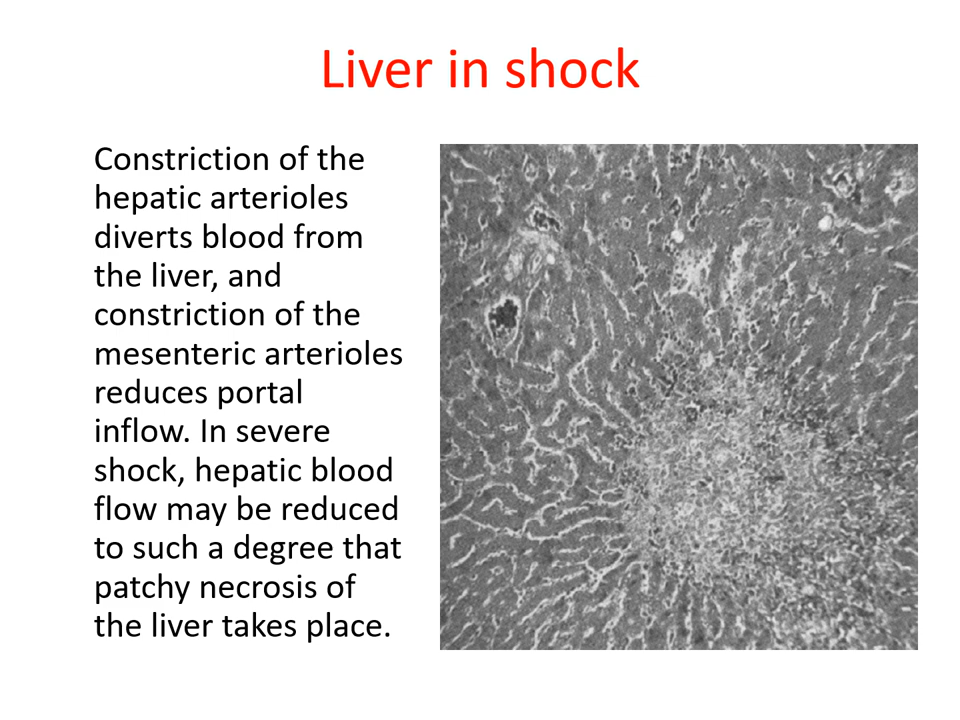 Liver in shock
Constriction of the
hepatic arterioles
diverts blood from
the liver, and
constriction of the
mesenteric arterioles
reduces portal
inflow. In severe
shock, hepatic blood
flow may be reduced
to such a degree that
patchy necrosis of
the liver takes place.